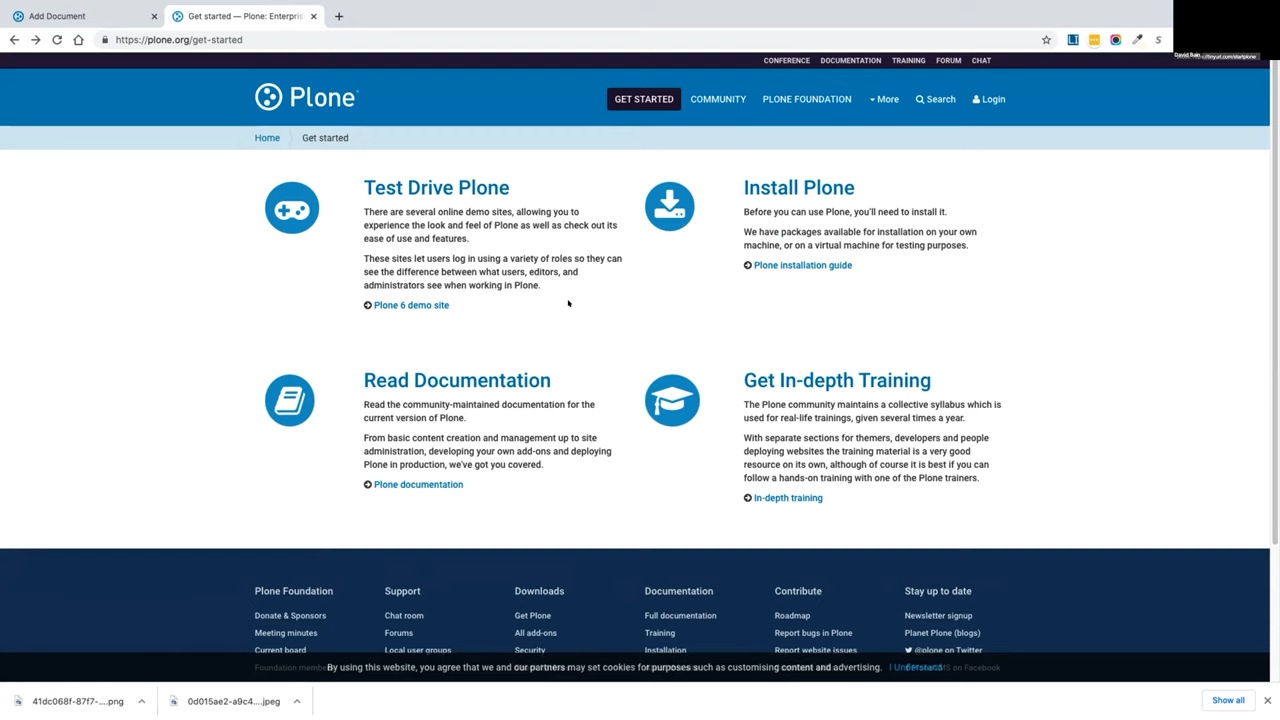 Add Document
Get started — Plone: Enterpris
https://plone.org/get-started
David Bain
CONFERENCE DOCUMENTATION TRAINING FORUM CHAT
Plone
GET STARTED COMMUNITY PLONE FOUNDATION More Search Login
Home Get started
Test Drive Plone
There are several online demo sites, allowing you to
experience the look and feel of Plone as well as check out its
ease of use and features.
These sites let users log in using a variety of roles so they can
see the difference between what users, editors, and
administrators see when working in Plone.
Plone 6 demo site
Install Plone
Before you can use Plone, you'll need to install it.
We have packages available for installation on your own
machine, or on a virtual machine for testing purposes.
Plone installation guide
Read Documentation
Read the community-maintained documentation for the
current version of Plone.
From basic content creation and management up to site
administration, developing your own add-ons and deploying
Plone in production, we've got you covered.
Plone documentation
Get In-depth Training
The Plone community maintains a collective syllabus which is
used for real-life trainings, given several times a year.
With separate sections for themers, developers and people
deploying websites the training material is a very good
resource on its own, although of course it is best if you can
follow a hands-on training with one of the Plone trainers.
In-depth training
Plone Foundation
Donate & Sponsors
Meeting minutes
Current board
Support
Chat room
Forums
Local user groups
Downloads
Get Plone
All add-ons
Security
Documentation
Full documentation
Training
Installation
Contribute
Roadmap
Report bugs in Plone
Report website issues
Stay up to date
Newsletter signup
Planet Plone (blogs)
@plone on Twitter
By using this website, you agree that we and our partners may set cookies for purposes such as customising content and advertising. I Understand
on Facebook
41dc068f-87f7-....png
0d015ae2-a9c4....jpeg
Show all